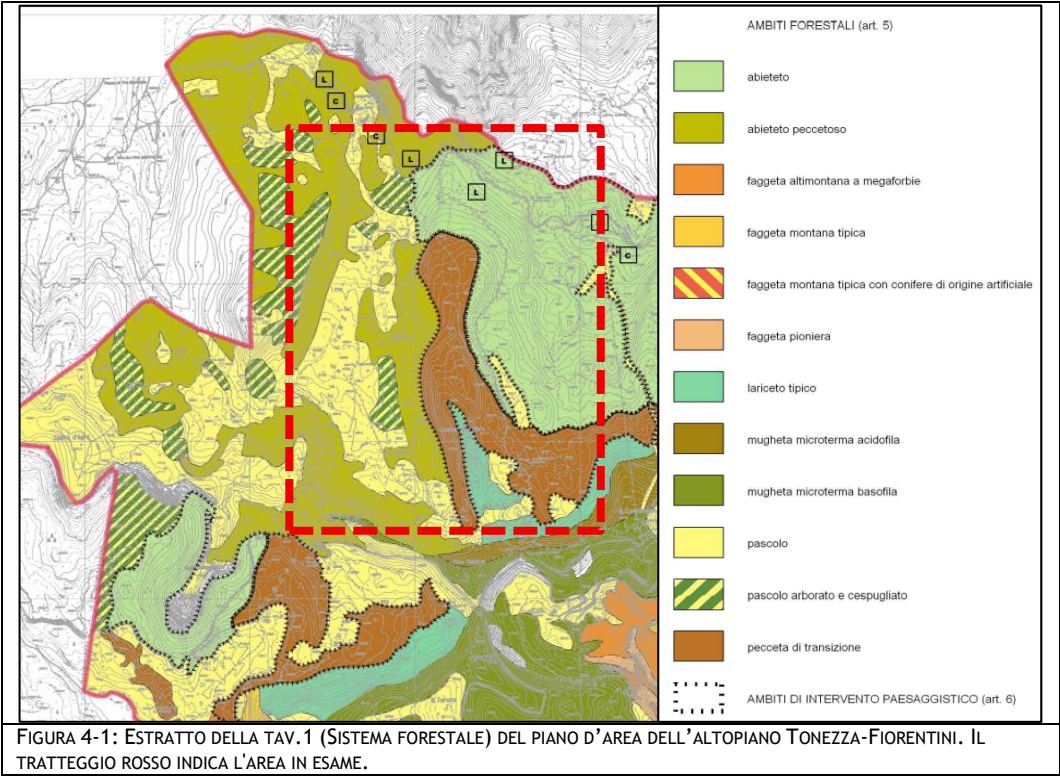 AMBITI FORESTALI (art. 5)
abieteto
abieteto peccetoso
faggeta altimontana a megaforbie
faggeta montana tipica
faggeta montana tipica con conifere di origine artificiale
faggeta pioniera
lariceto tipico
mugheta microterma acidofila
mugheta microterma basofila
pascolo
pascolo arborato e cespugliato
pecceta di transizione
AMBITI DI INTERVENTO PAESAGGISTICO (art. 6)
L
C
C
L
L
L
C
FIGURA 4-1: ESTRATTO DELLA TAV.1 (SISTEMA FORESTALE) DEL PIANO D'AREA DELL'ALTOPIANO TONEZZA-FIORENTINI. IL
TRATTEGGIO ROSSO INDICA L'AREA IN ESAME.